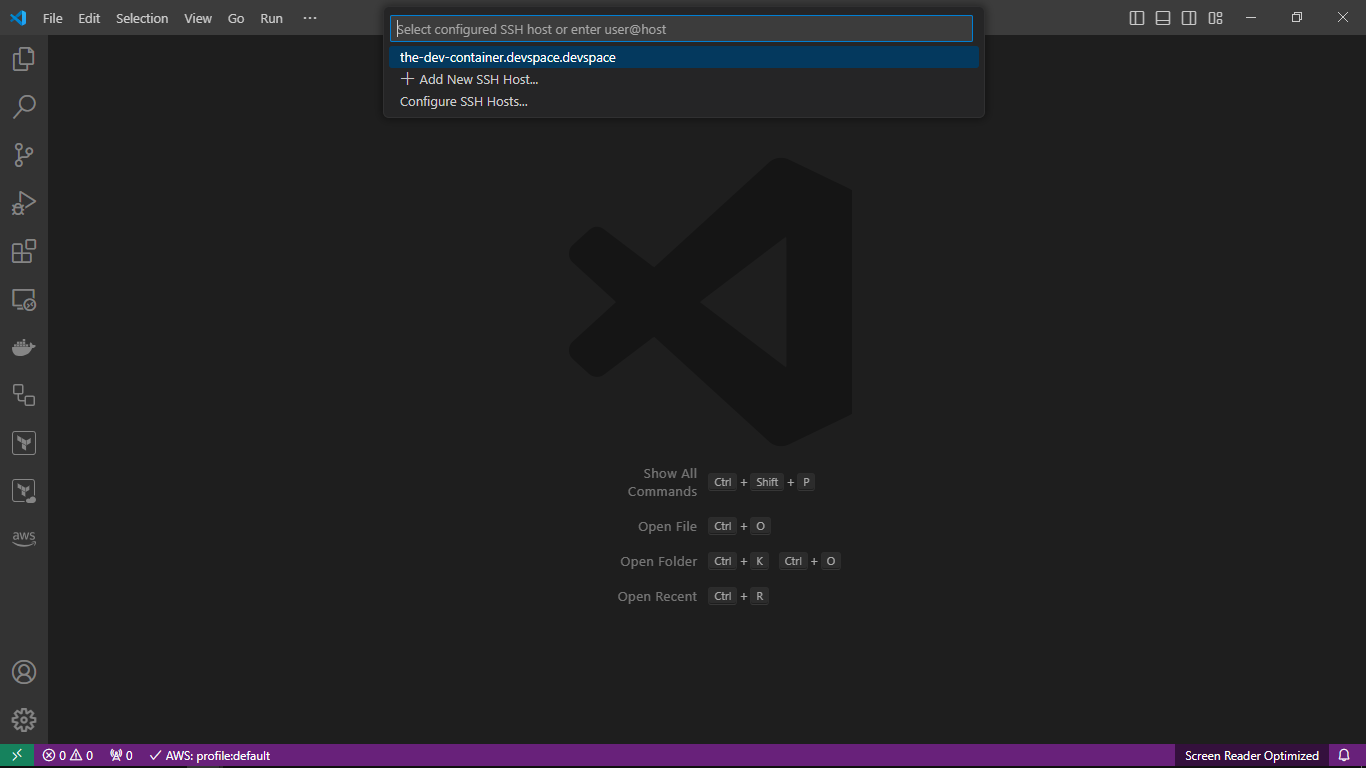 File Edit Selection View Go Run ···
Select configured SSH host or enter user@host
the-dev-container.devspace.devspace
+ Add New SSH Host...
Configure SSH Hosts...
Show All
Commands
Ctrl + Shift + P
Open File Ctrl + O
Open Folder Ctrl + K Ctrl + O
Open Recent Ctrl + R
aws
0 0 0 AWS: profile:default Screen Reader Optimized